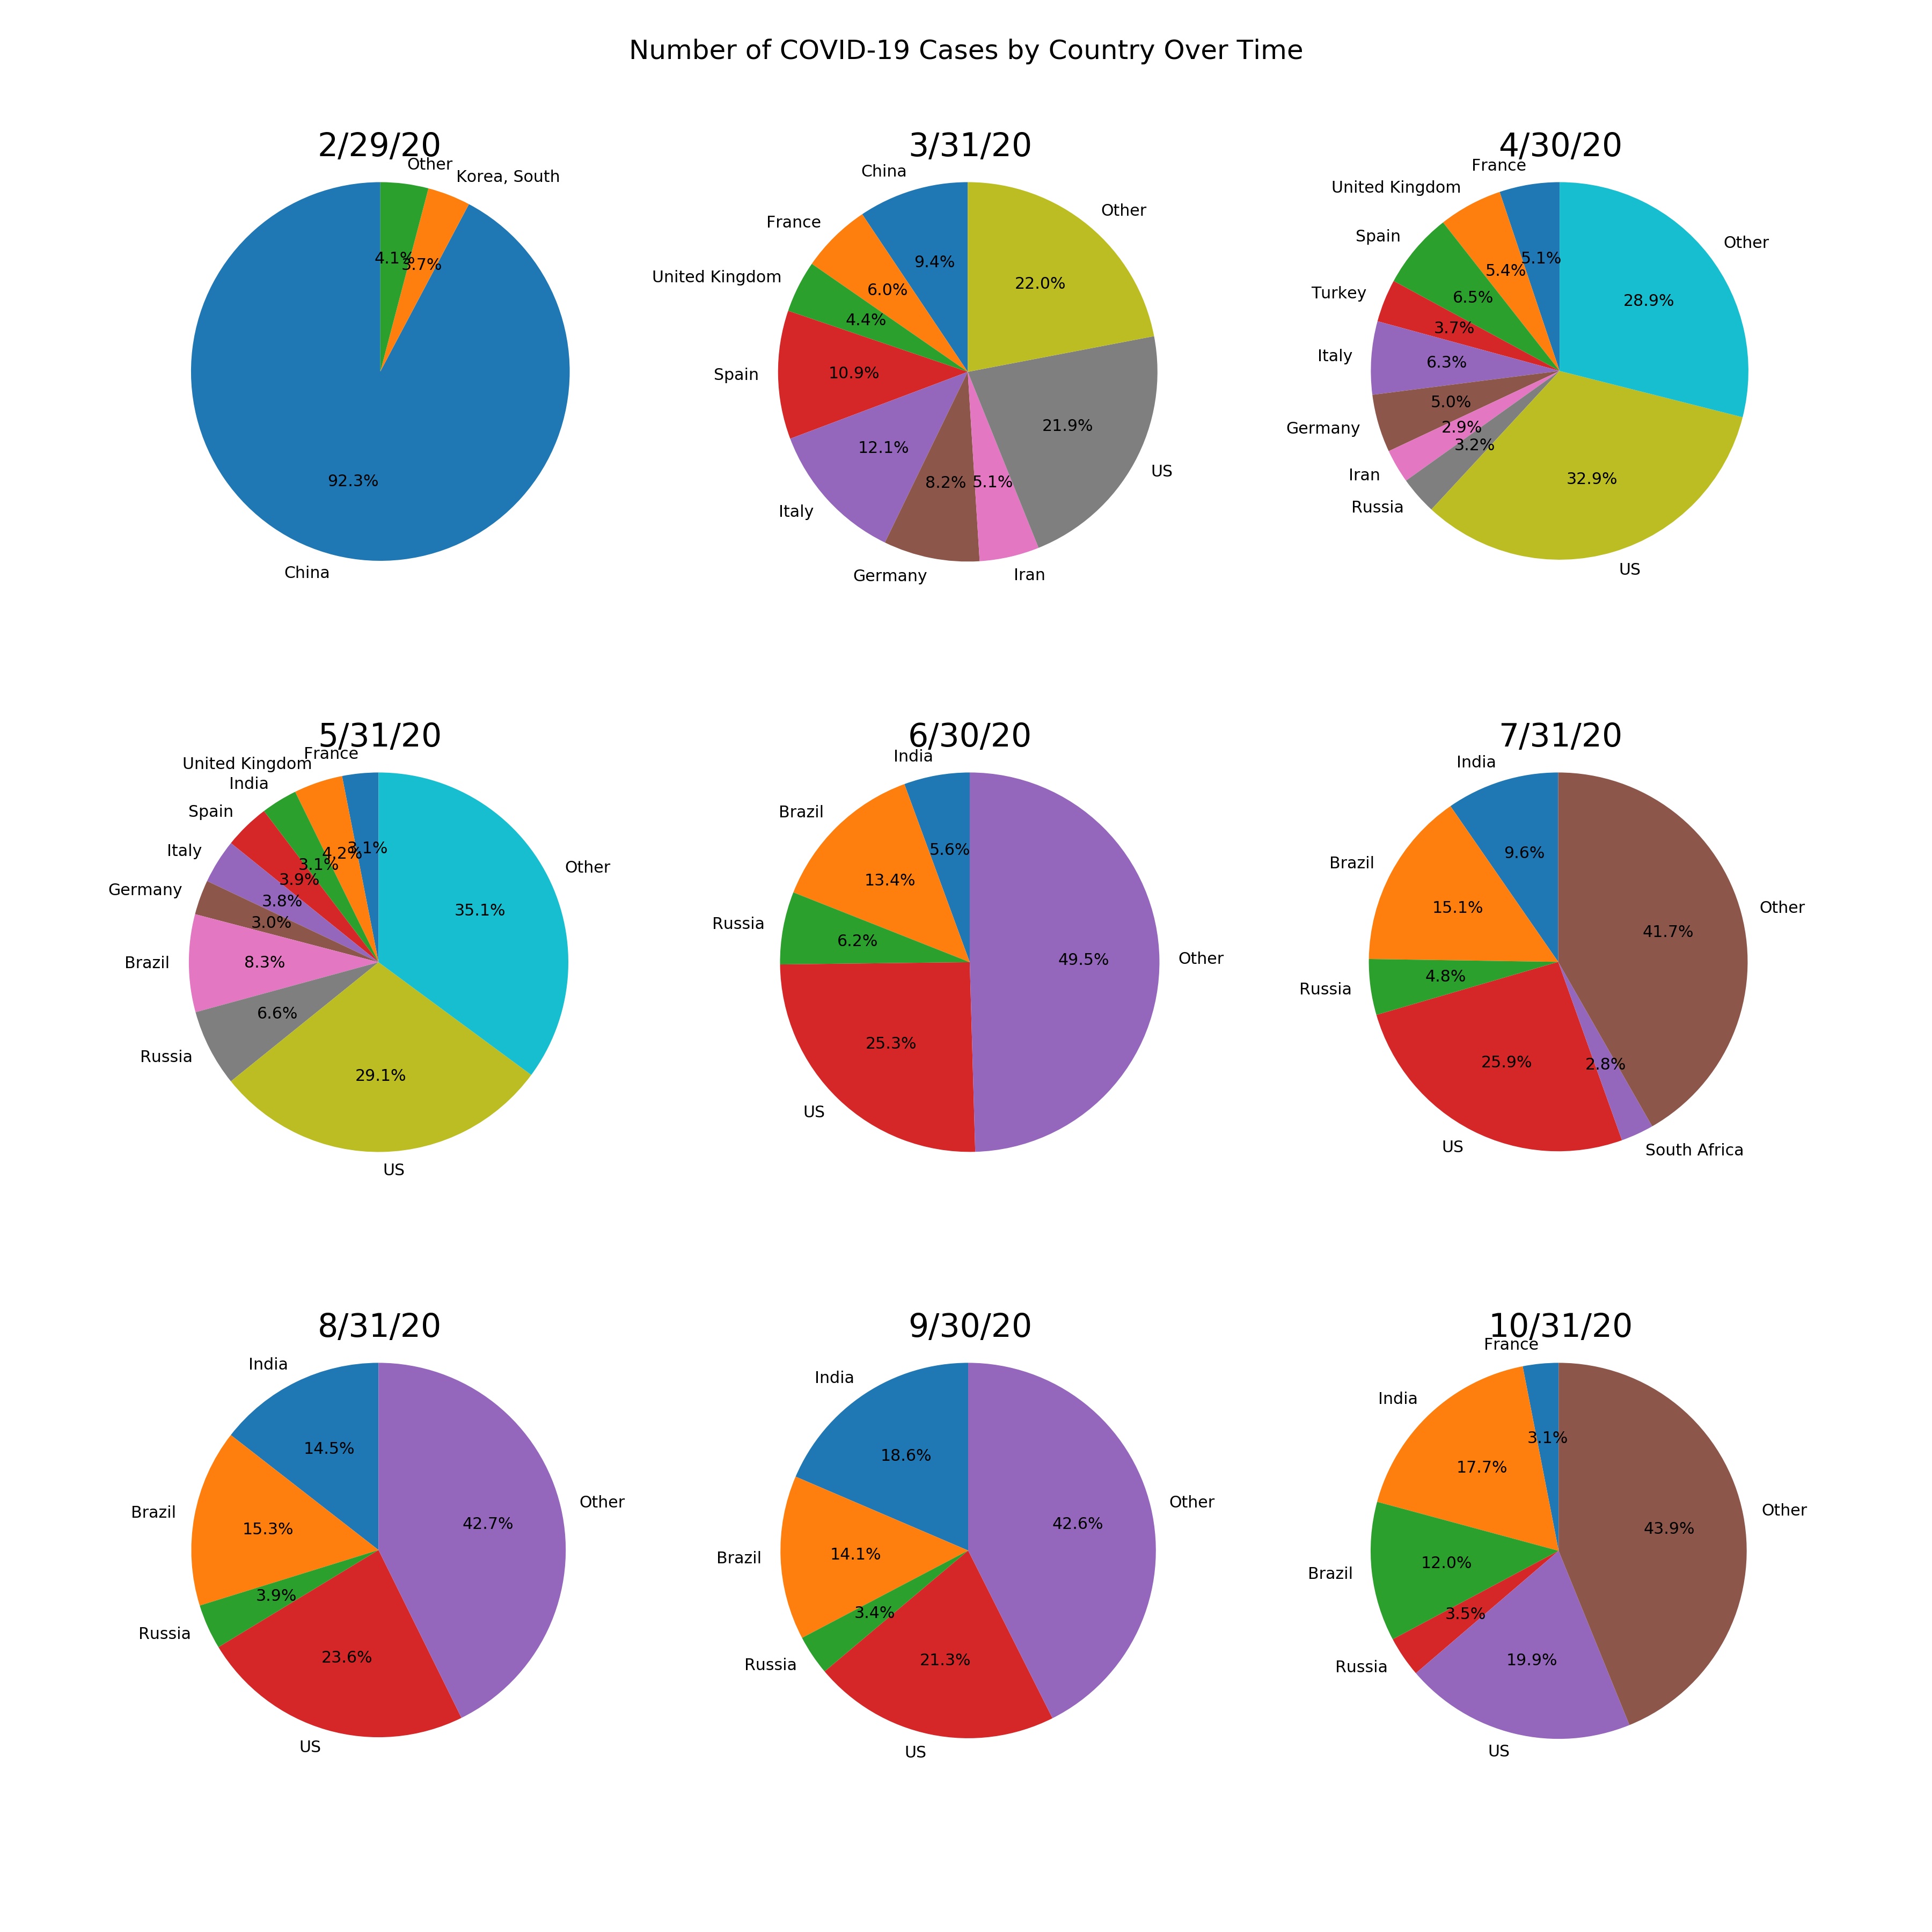 Number of COVID-19 Cases by Country Over Time
2/29/20
Other
Korea, South
4.1%
3.7%
92.3%
China
3/31/20
China
Other
France
9.4%
22.0%
United Kingdom
6.0%
4.4%
Spain
10.9%
21.9%
12.1%
US
8.2%
5.1%
Italy
Germany
Iran
4/30/20
France
United Kingdom
Spain
Other
5.1%
5.4%
Turkey
6.5%
28.9%
3.7%
Italy
6.3%
5.0%
Germany
2.9%
3.2%
Iran
32.9%
Russia
US
5/31/20
France
United Kingdom
India
Spain
3.1%
Italy
4.2%
3.1%
Other
3.9%
Germany
3.8%
35.1%
3.0%
Brazil
8.3%
6.6%
Russia
29.1%
US
6/30/20
India
Brazil
5.6%
13.4%
Russia
6.2%
49.5%
Other
25.3%
US
7/31/20
India
9.6%
Brazil
15.1%
Other
41.7%
4.8%
Russia
25.9%
2.8%
US
South Africa
8/31/20
India
14.5%
Brazil
15.3%
42.7%
Other
3.9%
Russia
23.6%
US
9/30/20
India
18.6%
Other
42.6%
Brazil
14.1%
3.4%
Russia
21.3%
US
10/31/20
France
India
3.1%
17.7%
Other
43.9%
Brazil
12.0%
3.5%
Russia
19.9%
US